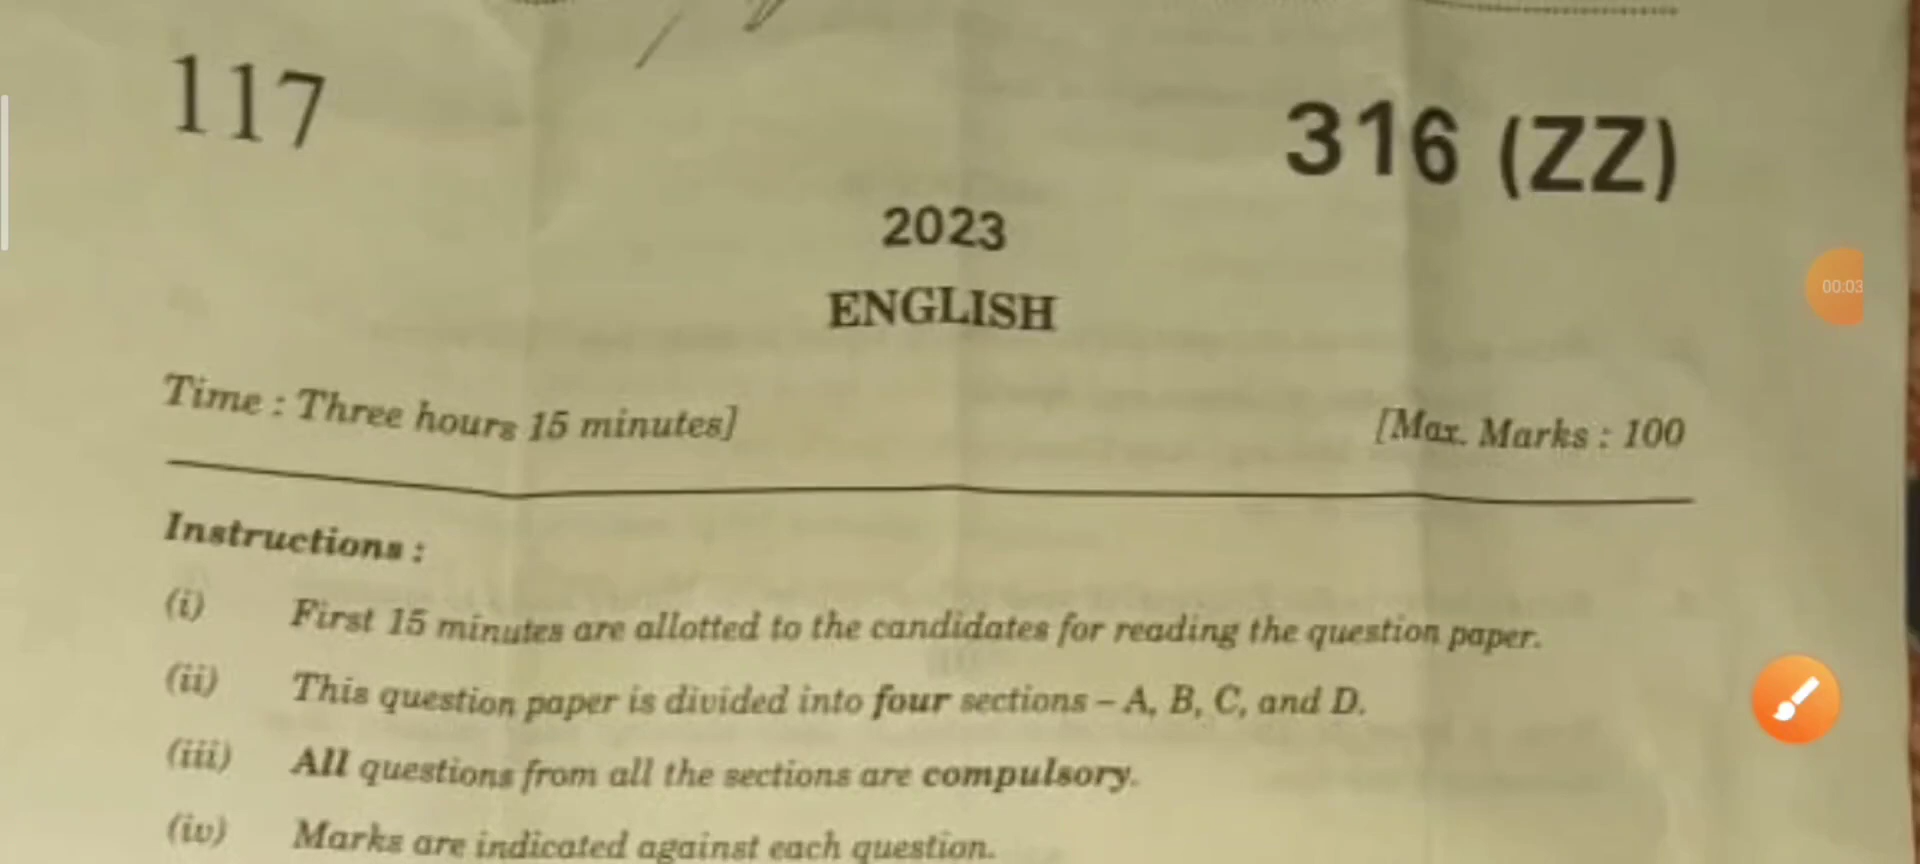 117
316 (ZZ)
2023
ENGLISH
Time : Three hours 15 minutes]
[Max. Marks : 100
Instructions :
(i) First 15 minutes are allotted to the candidates for reading the question paper.
(ii) This question paper is divided into four sections – A, B, C, and D.
(iii) All questions from all the sections are compulsory.
(iv) Marks are indicated against each question.
00:03